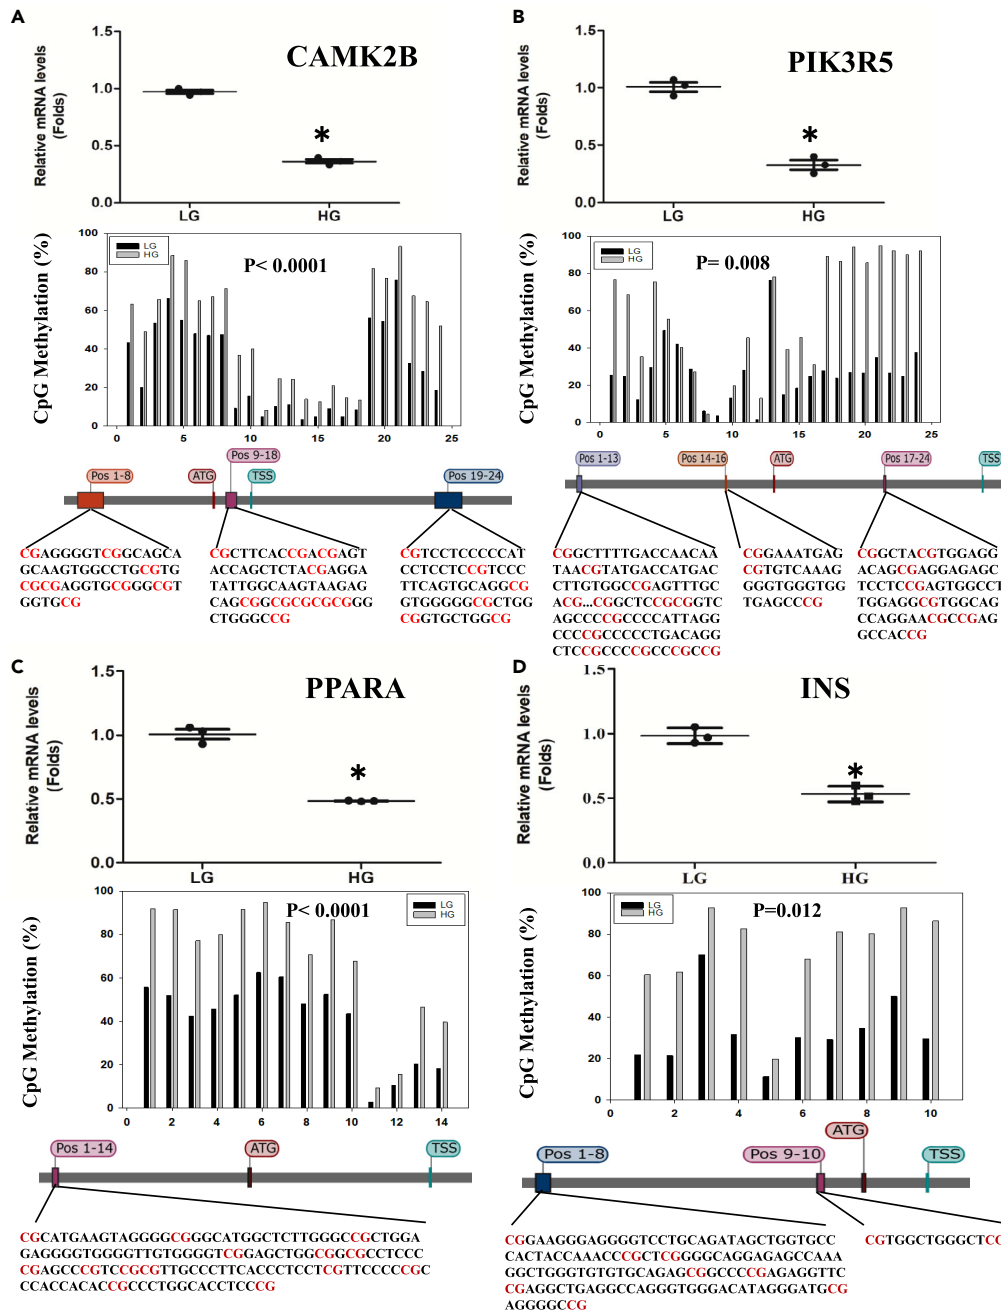 A
CAMK2B
Relative mRNA levels
(Folds)
1.5
1.0
0.5
0.0
*
LG
HG
CpG Methylation (%)
100
80
60
40
20
0
LG
HG
P< 0.0001
0
5
10
15
20
25
Pos 1-8
ATG
Pos 9-18
TSS
Pos 19-24
CGAGGGGTCGGCAGCA
GCAAGTGGCCTGCGTG
CGCGAGGTGCGGGCGT
GGTGCG
CGCTTCACCGACGAGT
ACCAGCTCTACGAGGA
TATTGGCAAGTAAGAG
CAGCGGCGCGCGCGGG
CTGGGCCG
CGTCCTCCCCCAT
CCTCCTCCGTCCC
TTCAGTGCAGGCG
GTGGGGGCGCTGG
CGGTGCTGGCG
B
PIK3R5
Relative mRNA levels
(Folds)
1.5
1.0
0.5
0.0
*
LG
HG
CpG Methylation (%)
100
80
60
40
20
0
LG
HG
P= 0.008
0
5
10
15
20
25
Pos 1-13
Pos 14-16
ATG
Pos 17-24
TSS
CGGCTTTTGACCAACAA
TAACGTATGACCATGAC
CTTGTGGCCGAGTTTGC
ACG...CGGCTCCGCGGTC
AGCCCCGCCCCATTAGG
CCCCGCCCCCTGACAGG
CTCCGCCCCGCCCGCCG
CGGAAATGAG
CGTGTCAAAG
GGGTGGGTGG
TGAGCCCG
CGGCTACGTGGAGG
ACAGCGAGGAGAGC
TCCTCCGAGTGGCCT
TGGAGGCGTGGCAG
CCAGGAACGCCGAG
GCCACCG
C
PPARA
Relative mRNA levels
(Folds)
1.5
1.0
0.5
0.0
*
LG
HG
CpG Methylation (%)
100
80
60
40
20
0
P< 0.0001
LG
HG
0
2
4
6
8
10
12
14
Pos 1-14
ATG
TSS
CGCATGAAGTAGGGGCGGGCATGGCTCTTGGGCCGCTGGA
GAGGGGTGGGGTTGTGGGGTCGGAGCTGGCGGCGCCTCCC
CGAGCCCGTCCGCGTTGCCCTTCACCCTCCTCGTTCCCCCGC
CCACCACACCGCCCTGGCACCTCCCG
D
INS
Relative mRNA levels
(Folds)
1.5
1.0
0.5
0.0
*
LG
HG
CpG Methylation (%)
100
80
60
40
20
0
LG
HG
P=0.012
0
2
4
6
8
10
Pos 1-8
Pos 9-10
ATG
TSS
CGGAAGGGAGGGGTCCTGCAGATAGCTGGTGCC
CACTACCAAACCCGCTCGGGGCAGGAGAGCCAAA
GGCTGGGTGTGTGCAGAGCGGCCCCGAGAGGTTC
CGAGGCTGAGGCCAGGGTGGGACATAGGGATGCG
AGGGGCCG
CGTGGCTGGGCTCG